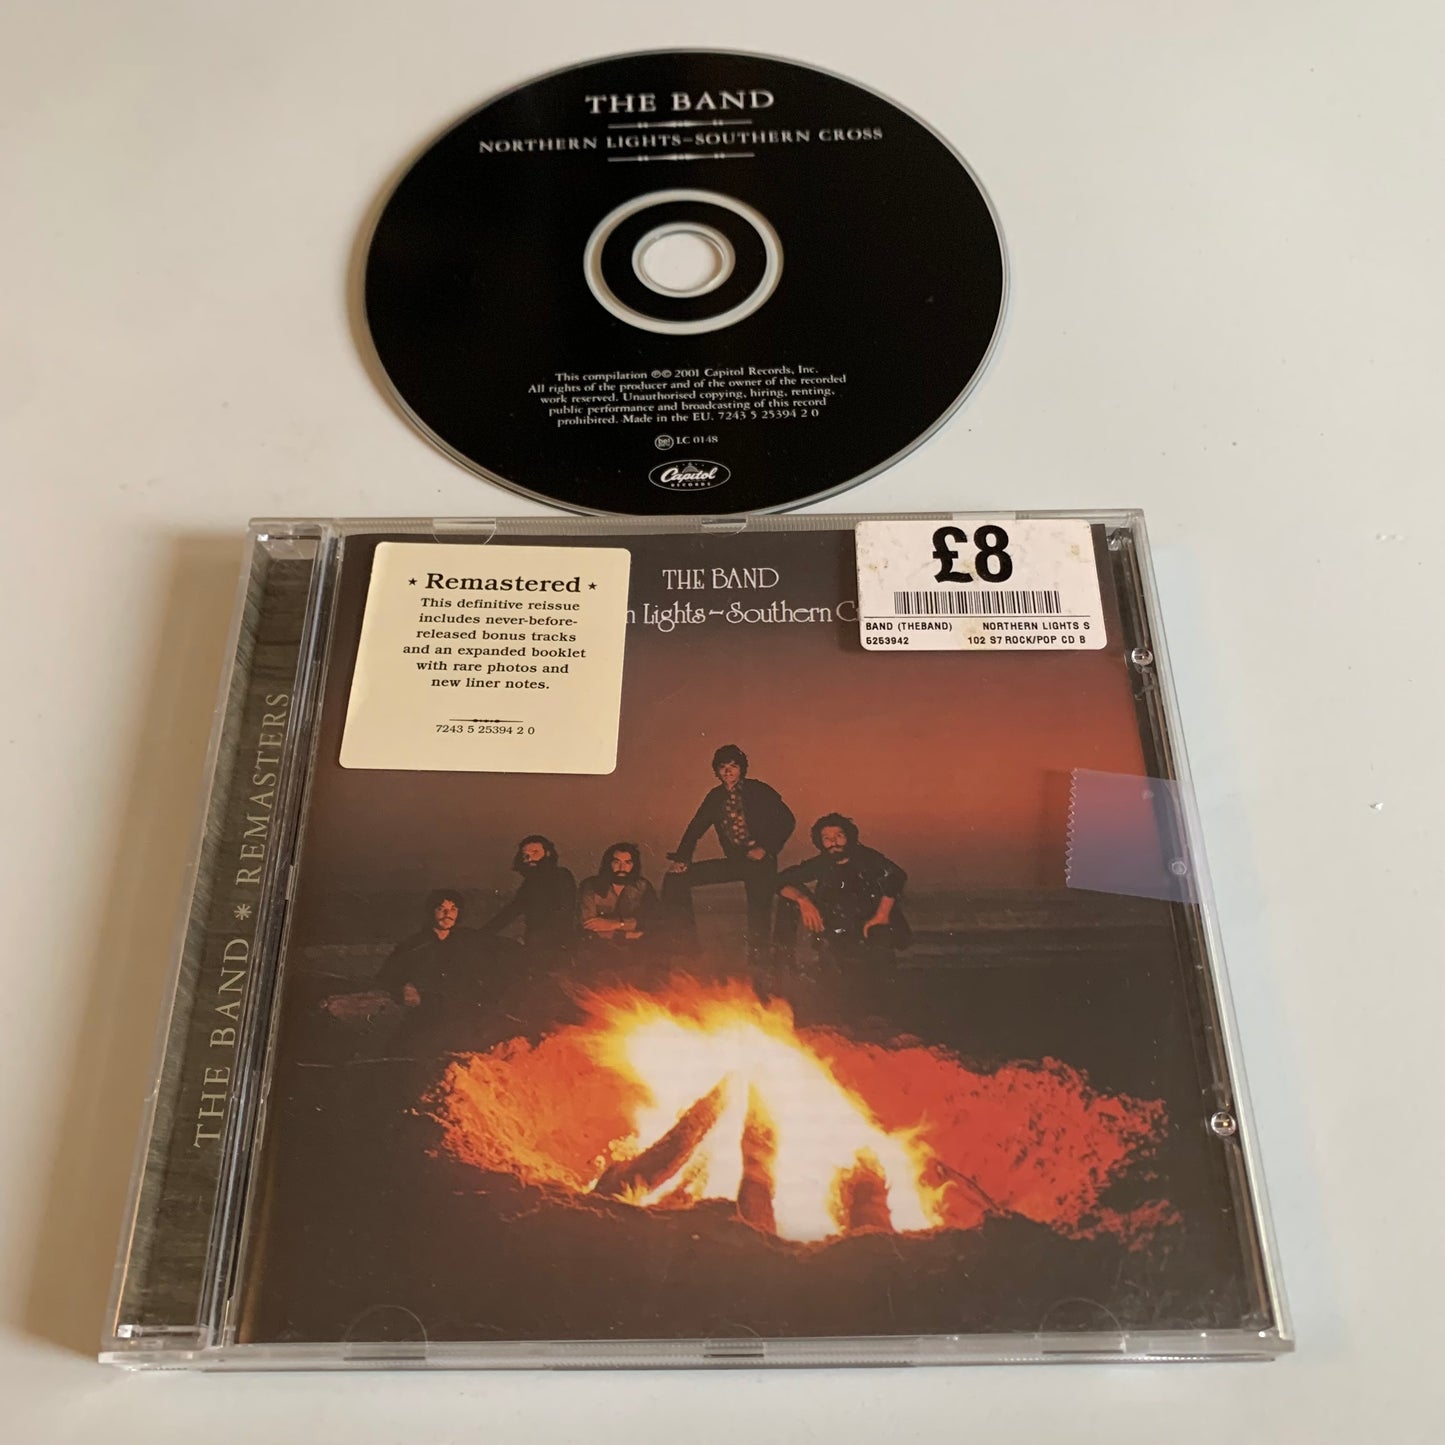 THE BAND
NORTHERN LIGHTS–SOUTHERN CROSS
This compilation ℗© 2001 Capitol Records, Inc.
All rights of the producer and of the owner of the recorded
work reserved. Unauthorised copying, hiring, renting,
public performance and broadcasting of this record
prohibited. Made in the EU. 7243 5 25394 2 0
LC 0148
Capitol
RECORDS
★ Remastered ★
This definitive reissue
includes never-before-
released bonus tracks
and an expanded booklet
with rare photos and
new liner notes.
7243 5 25394 2 0
THE BAND
Lights~Southern
£8
BAND (THEBAND) NORTHERN LIGHTS S
5253942 102 S7 ROCK/POP CD B
THE BAND * REMASTERS